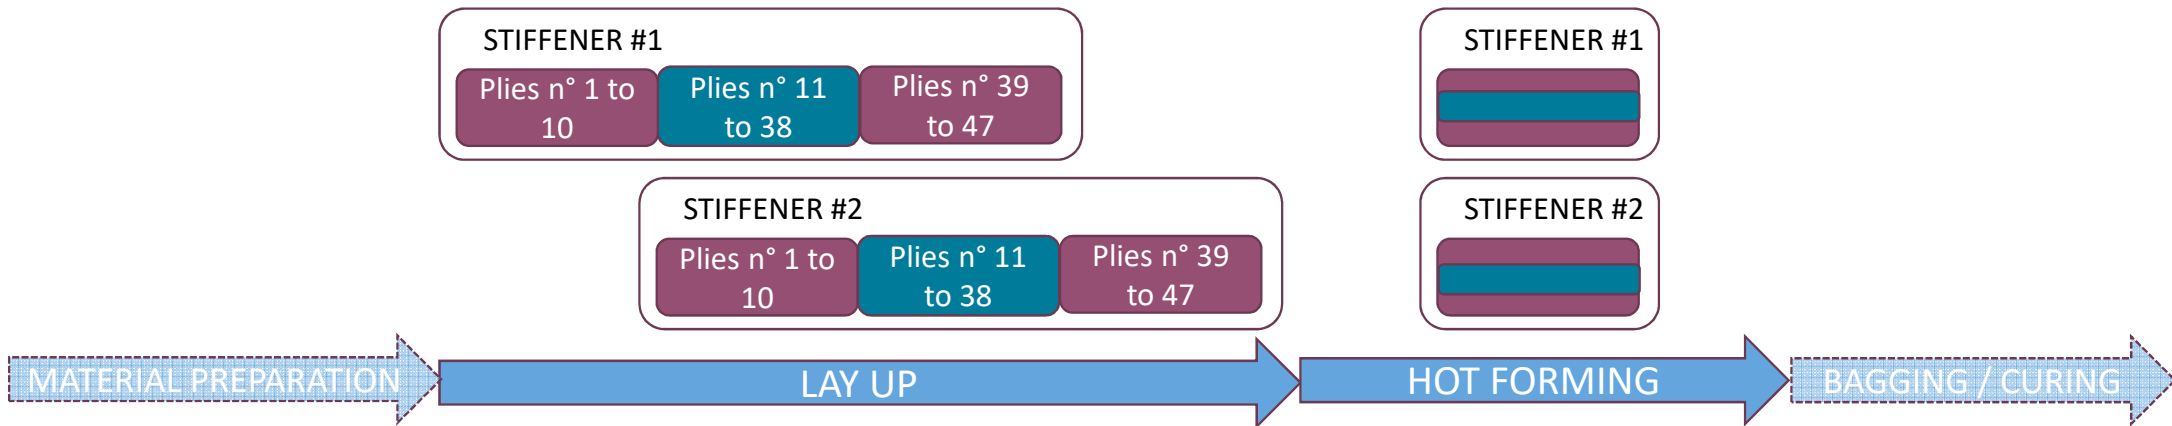 STIFFENER #1
Plies n° 1 to
10
Plies n° 11
to 38
Plies n° 39
to 47
STIFFENER #1
STIFFENER #2
Plies n° 1 to
10
Plies n° 11
to 38
Plies n° 39
to 47
STIFFENER #2
MATERIAL PREPARATION
LAY UP
HOT FORMING
BAGGING / CURING